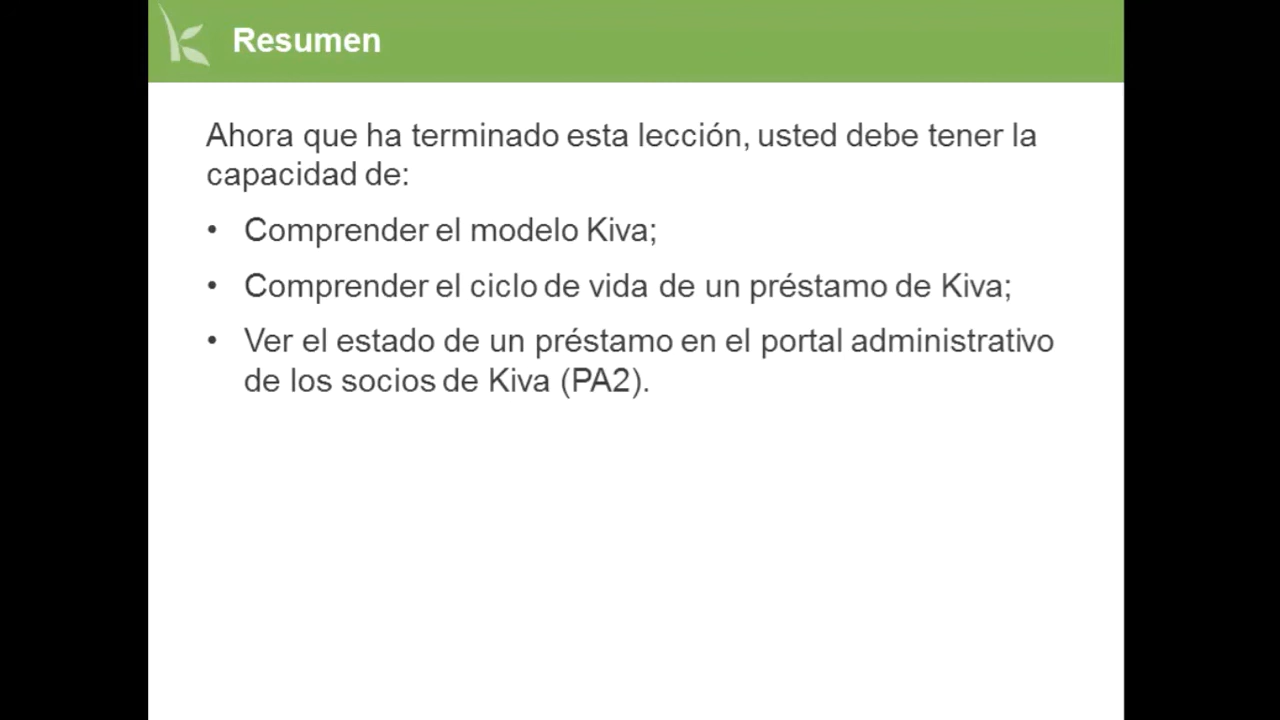 Resumen
Ahora que ha terminado esta lección, usted debe tener la
capacidad de:
• Comprender el modelo Kiva;
• Comprender el ciclo de vida de un préstamo de Kiva;
• Ver el estado de un préstamo en el portal administrativo
de los socios de Kiva (PA2).